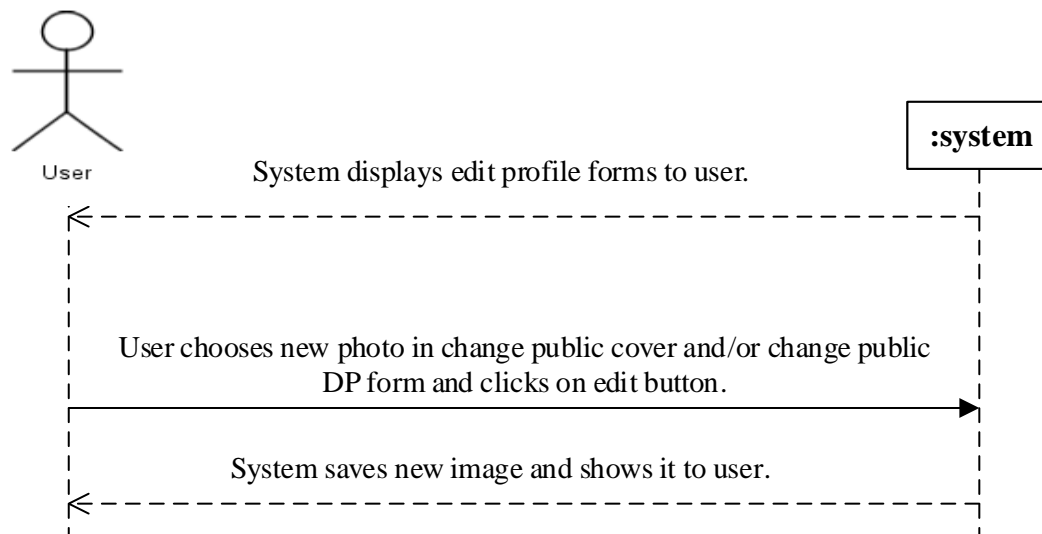 User
:system
System displays edit profile forms to user.
User chooses new photo in change public cover and/or change public
DP form and clicks on edit button.
System saves new image and shows it to user.